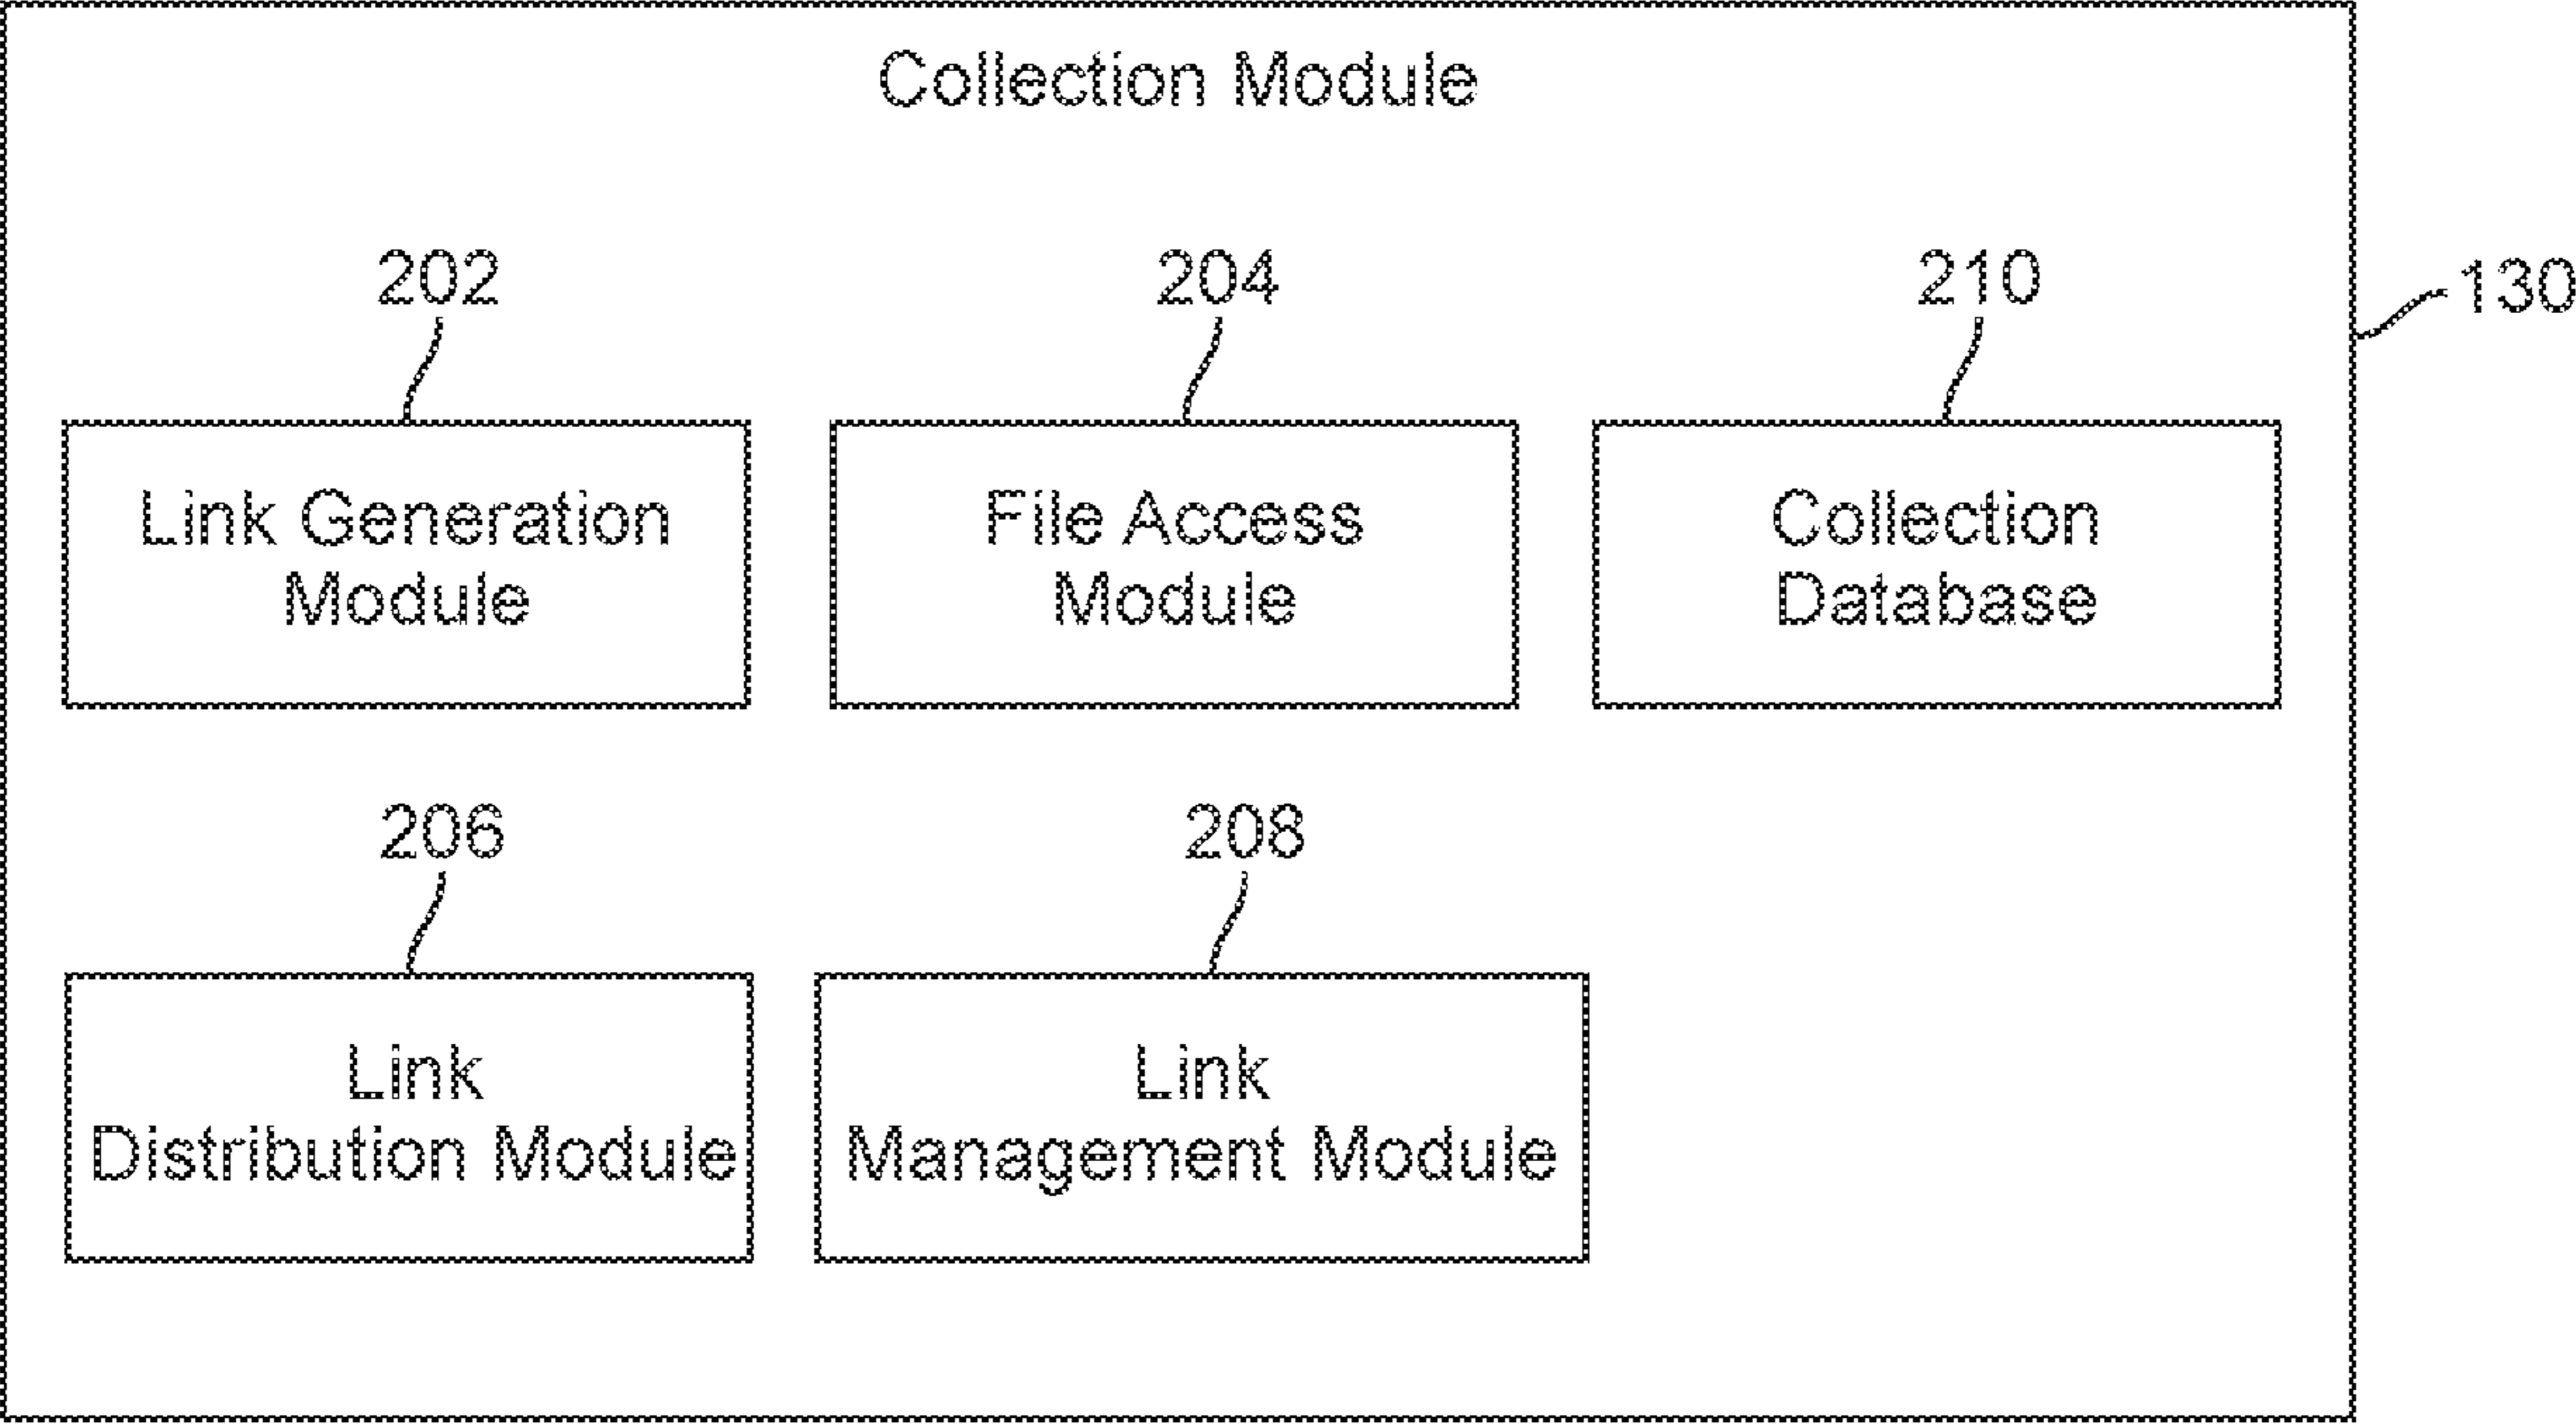 Collection Module
202
204
210
130
Link Generation
Module
File Access
Module
Collection
Database
206
208
Link
Distribution Module
Link
Management Module